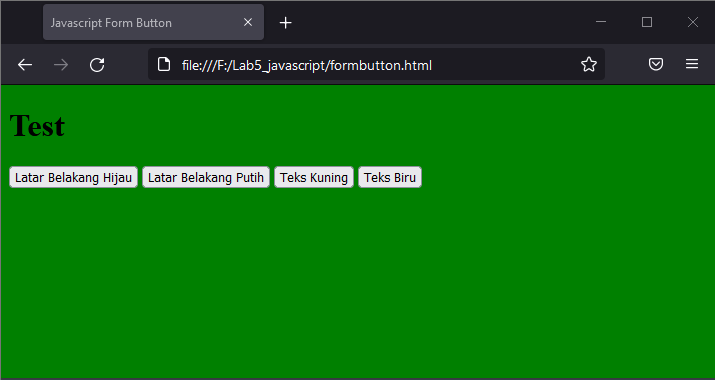 Javascript Form Button
file:///F:/Lab5_javascript/formbutton.html
Test
Latar Belakang Hijau Latar Belakang Putih Teks Kuning Teks Biru